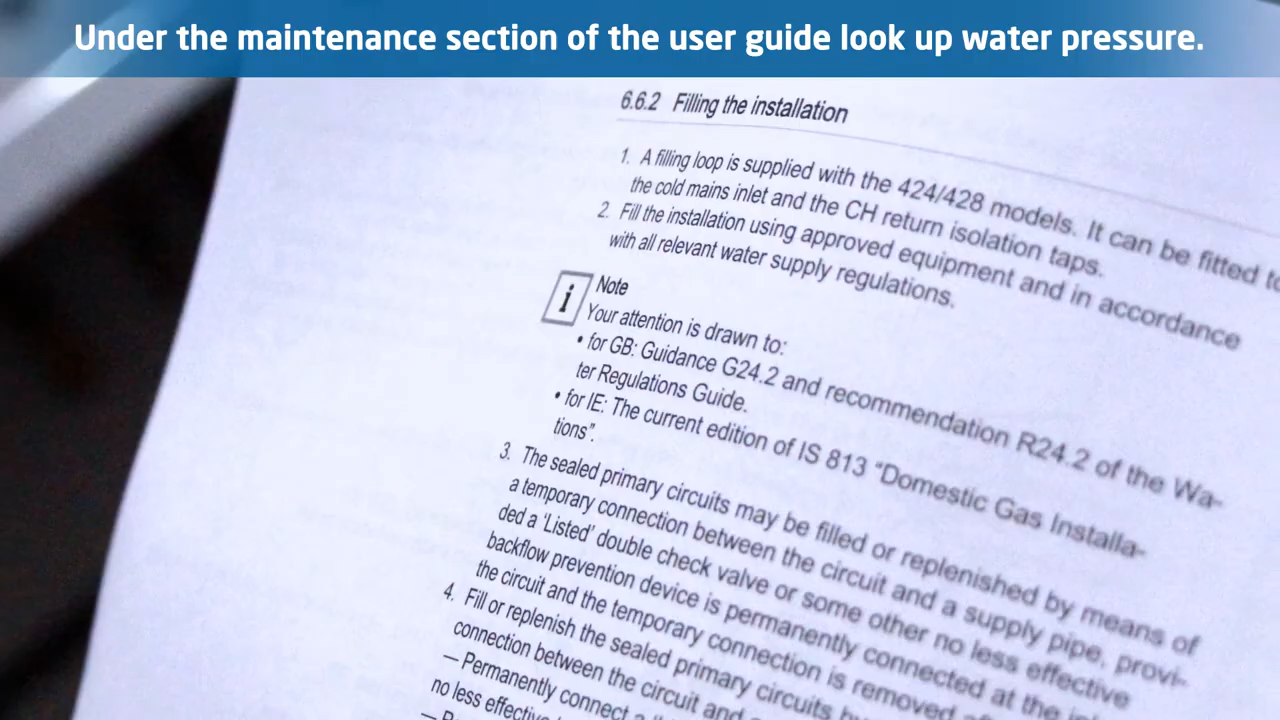 Under the maintenance section of the user guide look up water pressure.
6.6.2 Filling the installation
1. A filling loop is supplied with the 424/428 models. It can be fitted to
the cold mains inlet and the CH return isolation taps.
2. Fill the installation using approved equipment and in accordance
with all relevant water supply regulations.
i Note
Your attention is drawn to:
• for GB: Guidance G24.2 and recommendation R24.2 of the Wa-
ter Regulations Guide.
• for IE: The current edition of IS 813 "Domestic Gas Installa-
tions".
3. The sealed primary circuits may be filled or replenished by means of
a temporary connection between the circuit and a supply pipe, provi-
ded a 'Listed' double check valve or some other no less effective
backflow prevention device is permanently connected at the
the circuit and the temporary connection is removed
4. Fill or replenish the sealed primary circuits
connection between the circuit and
— Permanently connect a
no less effective